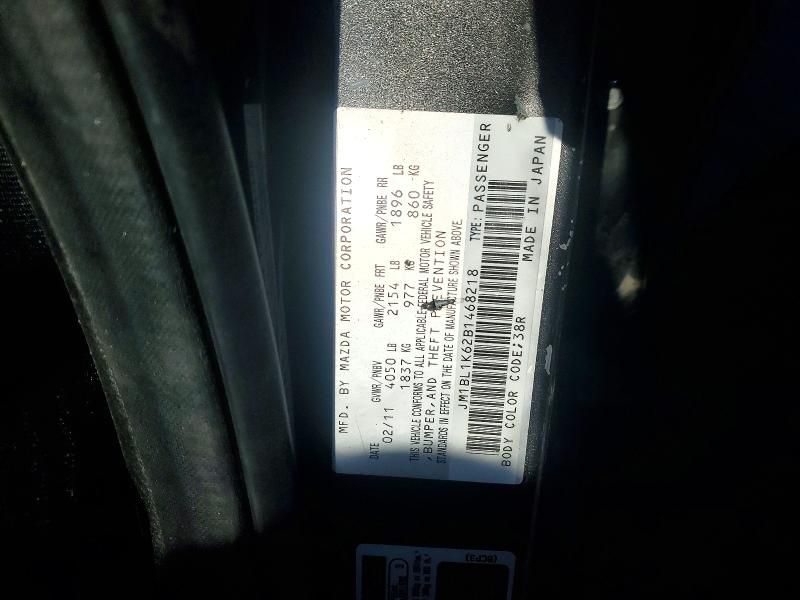 MFD. BY MAZDA MOTOR CORPORATION
DATE GVWR/PNBV GAWR/PNBE FRT GAWR/PNBE RR
02/11 4050 LB 2154 LB 1896 LB
1837 KG 977 KG 860 KG
THIS VEHICLE CONFORMS TO ALL APPLICABLE FEDERAL MOTOR VEHICLE SAFETY
,BUMPER,AND THEFT PREVENTION
STANDARDS IN EFFECT ON THE DATE OF MANUFACTURE SHOWN ABOVE.
JM1BL1K62B1468218 TYPE: PASSENGER
BODY COLOR CODE;38R MADE IN JAPAN
(BCP3)